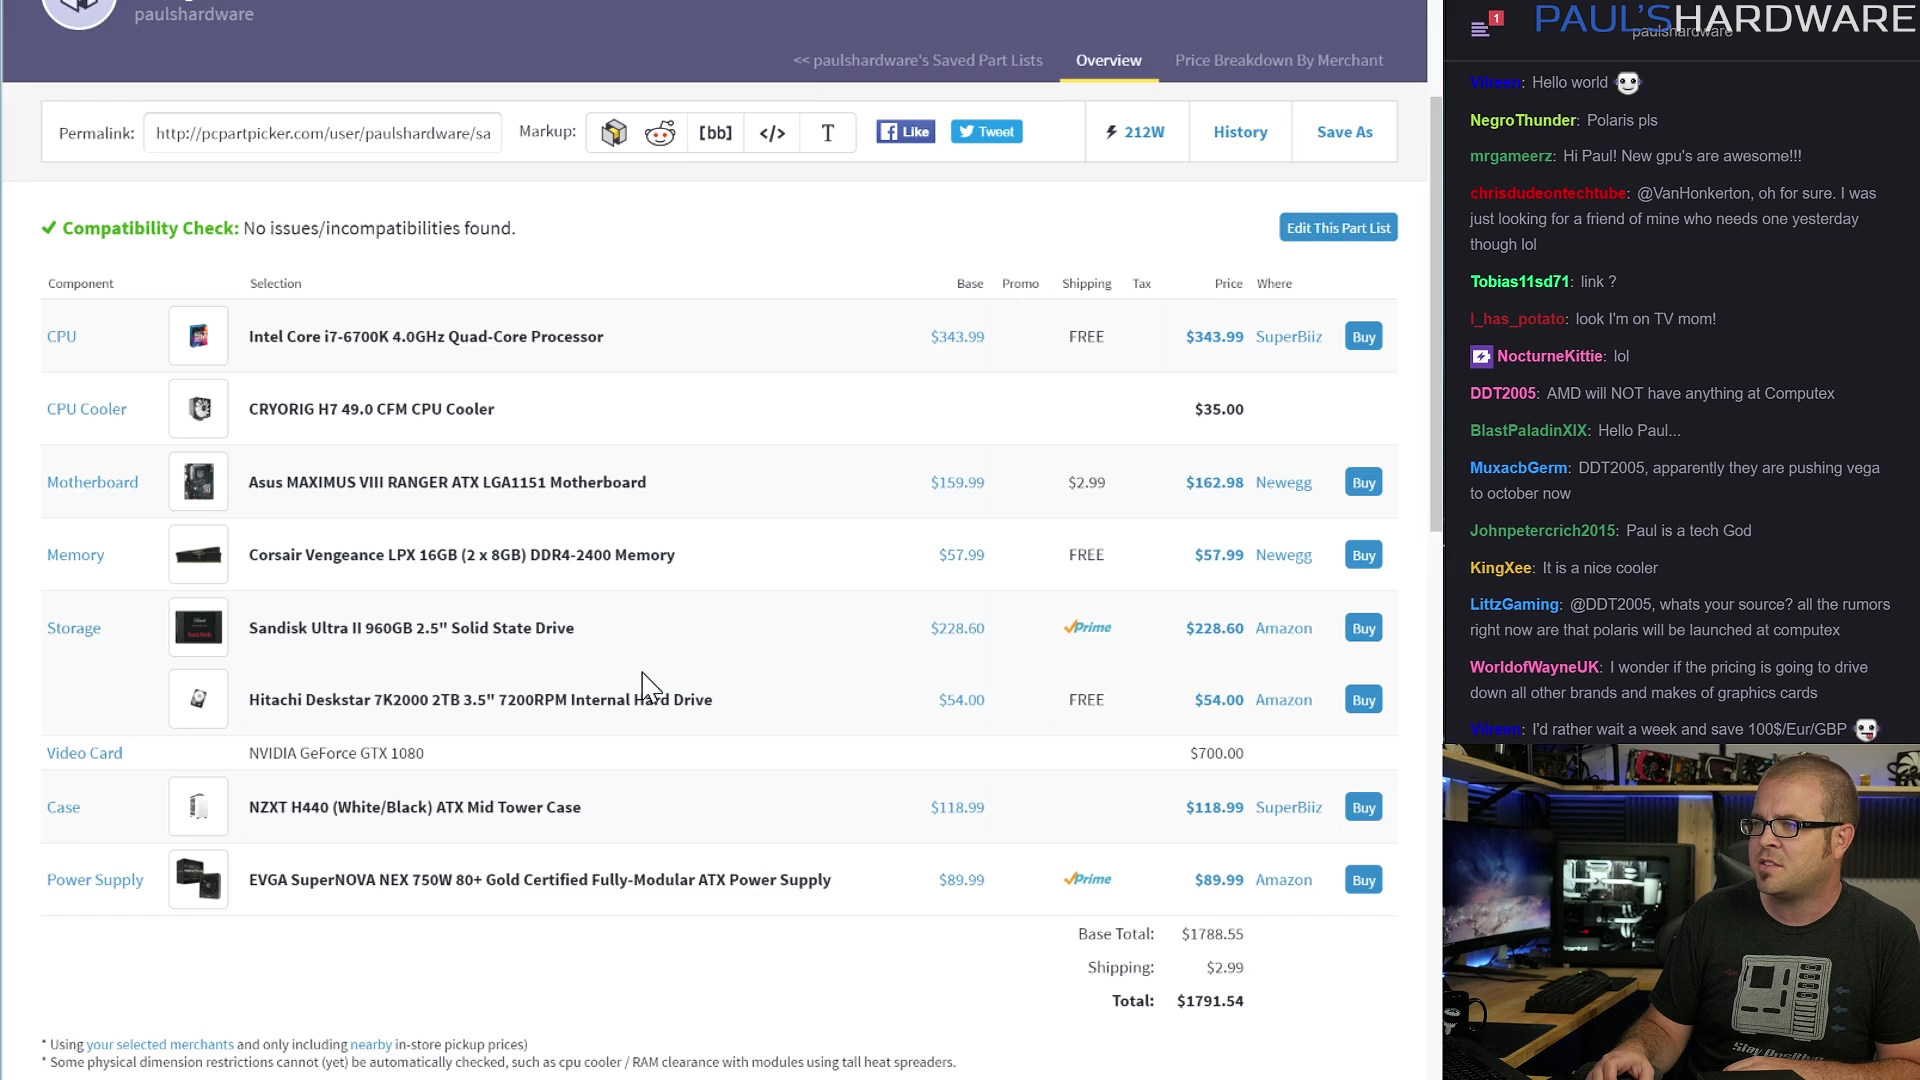 paulshardware
<< paulshardware's Saved Part Lists
Overview
Price Breakdown By Merchant
Permalink:
http://pcpartpicker.com/user/paulshardware/sa
Markup:
[bb]
</>
T
Like
Tweet
212W
History
Save As
Compatibility Check: No issues/incompatibilities found.
Edit This Part List
Component Selection Base Promo Shipping Tax Price Where
CPU Intel Core i7-6700K 4.0GHz Quad-Core Processor $343.99 FREE $343.99 SuperBiiz Buy
CPU Cooler CRYORIG H7 49.0 CFM CPU Cooler $35.00
Motherboard Asus MAXIMUS VIII RANGER ATX LGA1151 Motherboard $159.99 $2.99 $162.98 Newegg Buy
Memory Corsair Vengeance LPX 16GB (2 x 8GB) DDR4-2400 Memory $57.99 FREE $57.99 Newegg Buy
Storage Sandisk Ultra II 960GB 2.5" Solid State Drive $228.60 Prime $228.60 Amazon Buy
Hitachi Deskstar 7K2000 2TB 3.5" 7200RPM Internal Hard Drive $54.00 FREE $54.00 Amazon Buy
Video Card NVIDIA GeForce GTX 1080 $700.00
Case NZXT H440 (White/Black) ATX Mid Tower Case $118.99 $118.99 SuperBiiz Buy
Power Supply EVGA SuperNOVA NEX 750W 80+ Gold Certified Fully-Modular ATX Power Supply $89.99 Prime $89.99 Amazon Buy
Base Total: $1788.55
Shipping: $2.99
Total: $1791.54
* Using your selected merchants and only including nearby in-store pickup prices)
* Some physical dimension restrictions cannot (yet) be automatically checked, such as cpu cooler / RAM clearance with modules using tall heat spreaders.
1
PAUL'SHARDWARE
paulshardware
Vilreen: Hello world
NegroThunder: Polaris pls
mrgameerz: Hi Paul! New gpu's are awesome!!!
chrisdudeontechtube: @VanHonkerton, oh for sure. I was
just looking for a friend of mine who needs one yesterday
though lol
Tobias11sd71: link ?
I_has_potato: look I'm on TV mom!
NocturneKittie: lol
DDT2005: AMD will NOT have anything at Computex
BlastPaladinXIX: Hello Paul...
MuxacbGerm: DDT2005, apparently they are pushing vega
to october now
Johnpetercrich2015: Paul is a tech God
KingXee: It is a nice cooler
LittzGaming: @DDT2005, whats your source? all the rumors
right now are that polaris will be launched at computex
WorldofWayneUK: I wonder if the pricing is going to drive
down all other brands and makes of graphics cards
Vilreen: I'd rather wait a week and save 100$/Eur/GBP
Stay Positive